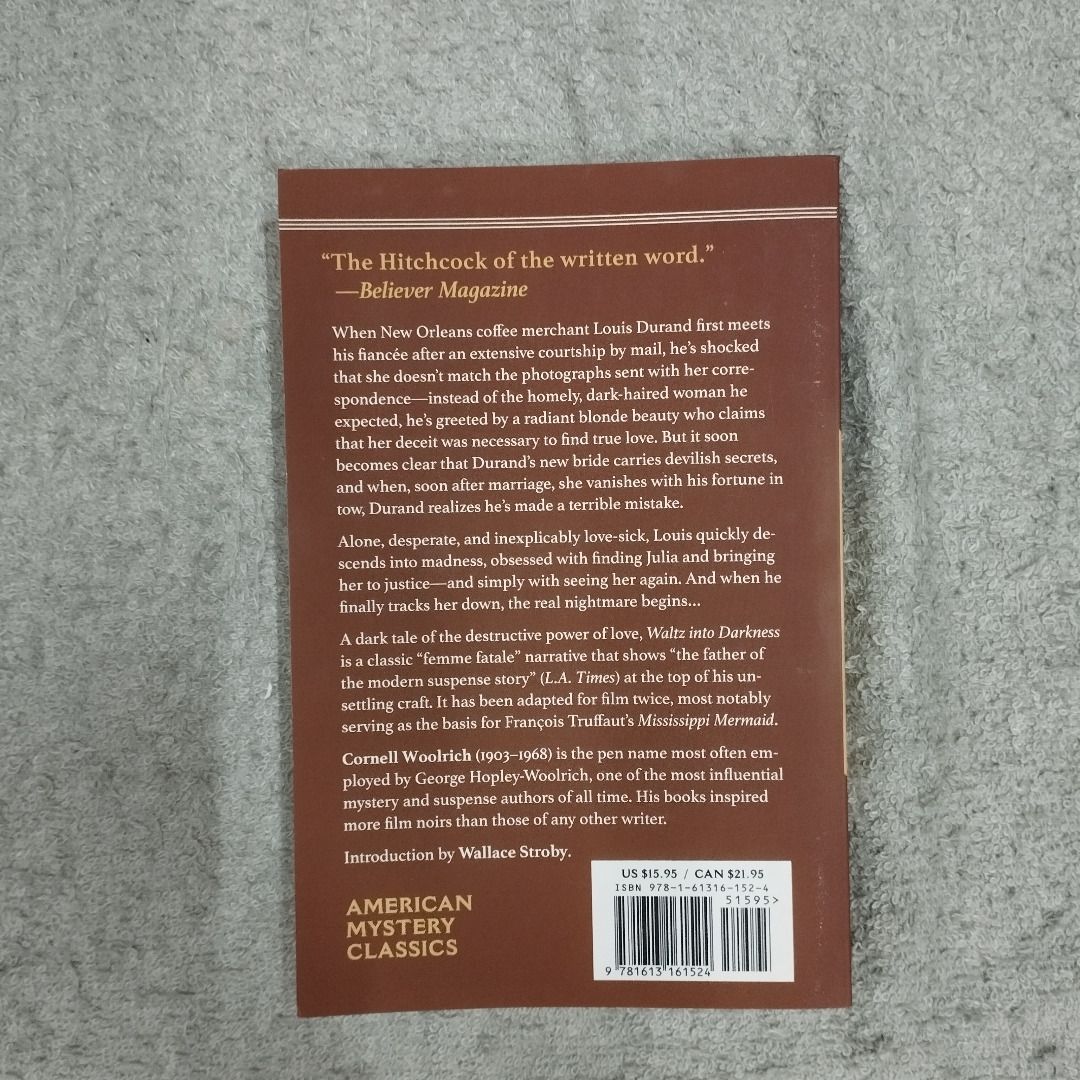 “The Hitchcock of the written word.”
—Believer Magazine
When New Orleans coffee merchant Louis Durand first meets
his fiancée after an extensive courtship by mail, he’s shocked
that she doesn’t match the photographs sent with her corre-
spondence—instead of the homely, dark-haired woman he
expected, he’s greeted by a radiant blonde beauty who claims
that her deceit was necessary to find true love. But it soon
becomes clear that Durand’s new bride carries devilish secrets,
and when, soon after marriage, she vanishes with his fortune in
tow, Durand realizes he’s made a terrible mistake.
Alone, desperate, and inexplicably love-sick, Louis quickly de-
scends into madness, obsessed with finding Julia and bringing
her to justice—and simply with seeing her again. And when he
finally tracks her down, the real nightmare begins...
A dark tale of the destructive power of love, Waltz into Darkness
is a classic “femme fatale” narrative that shows “the father of
the modern suspense story” (L.A. Times) at the top of his un-
settling craft. It has been adapted for film twice, most notably
serving as the basis for François Truffaut’s Mississippi Mermaid.
Cornell Woolrich (1903–1968) is the pen name most often em-
ployed by George Hopley-Woolrich, one of the most influential
mystery and suspense authors of all time. His books inspired
more film noirs than those of any other writer.
Introduction by Wallace Stroby.
AMERICAN
MYSTERY
CLASSICS
US $15.95 / CAN $21.95
ISBN 978-1-61316-152-4
51595>
9 781613 161524